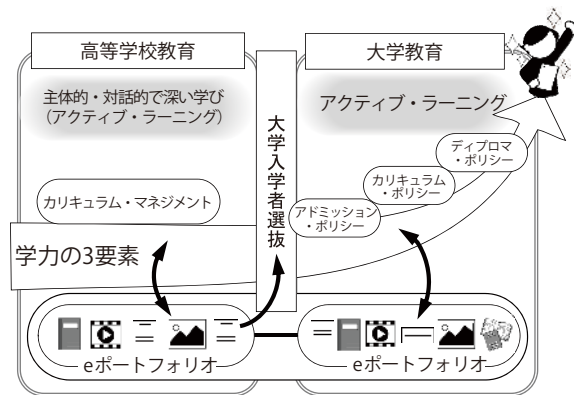 高等学校教育
大学教育
主体的・対話的で深い学び
（アクティブ・ラーニング）
アクティブ・ラーニング
大学入学者選抜
ディプロマ
・ポリシー
カリキュラム
・ポリシー
アドミッション
・ポリシー
カリキュラム・マネジメント
学力の3要素
eポートフォリオ
eポートフォリオ